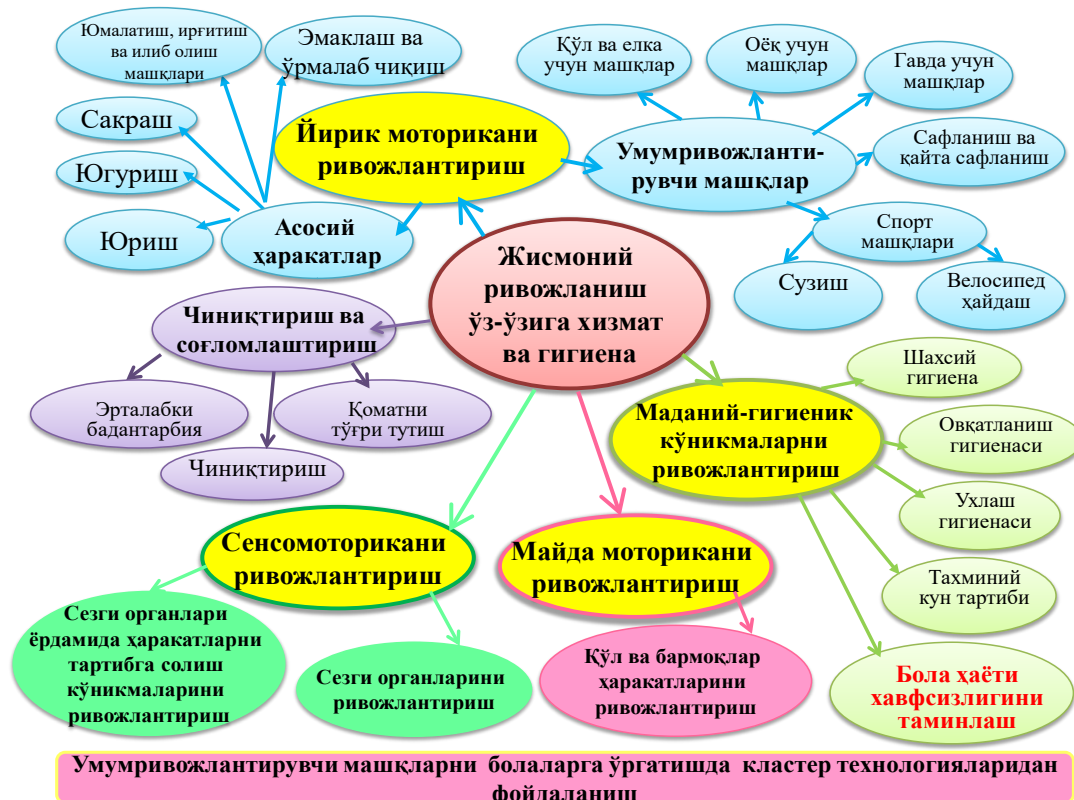 Юмалатиш, ирғитиш
ва илиб олиш
машқлари
Эмаклаш ва
ўрмалаб чиқиш
Қўл ва елка
учун машқлар
Оёқ учун
машқлар
Гавда учун
машқлар
Сакраш
Йирик моторикани
ривожлантириш
Умумривожланти-
рувчи машқлар
Сафланиш ва
қайта сафланиш
Югуриш
Юриш
Асосий
ҳаракатлар
Спорт
машқлари
Сузиш
Велосипед
ҳайдаш
Жисмоний
ривожланиш
ўз-ўзига хизмат
ва гигиена
Чиниқтириш ва
соғломлаштириш
Эрталабки
бадантарбия
Қоматни
тўғри тутиш
Чиниқтириш
Маданий-гигиеник
кўникмаларни
ривожлантириш
Шахсий
гигиена
Овқатланиш
гигиенаси
Ухлаш
гигиенаси
Тахминий
кун тартиби
Бола ҳаёти
хавфсизлигини
таминлаш
Сенсомоторикани
ривожлантириш
Майда моторикани
ривожлантириш
Сезги органлари
ёрдамида ҳаракатларни
тартибга солиш
кўникмаларини
ривожлантириш
Сезги органларини
ривожлантириш
Қўл ва бармоқлар
ҳаракатларини
ривожлантириш
Умумривожлантирувчи машқларни болаларга ўргатишда кластер технологияларидан
фойдаланиш